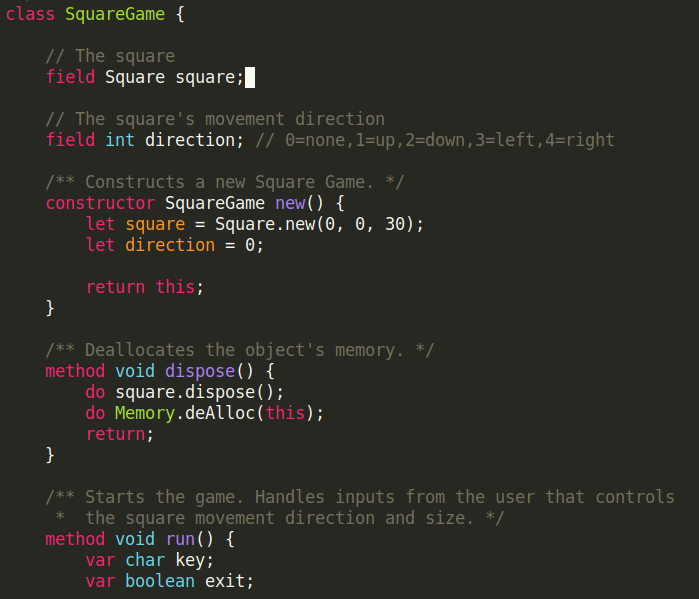 class SquareGame {
// The square
field Square square;
// The square's movement direction
field int direction; // 0=none,1=up,2=down,3=left,4=right
/** Constructs a new Square Game. */
constructor SquareGame new() {
let square = Square.new(0, 0, 30);
let direction = 0;
return this;
}
/** Deallocates the object's memory. */
method void dispose() {
do square.dispose();
do Memory.deAlloc(this);
return;
}
/** Starts the game. Handles inputs from the user that controls
*  the square movement direction and size. */
method void run() {
var char key;
var boolean exit;